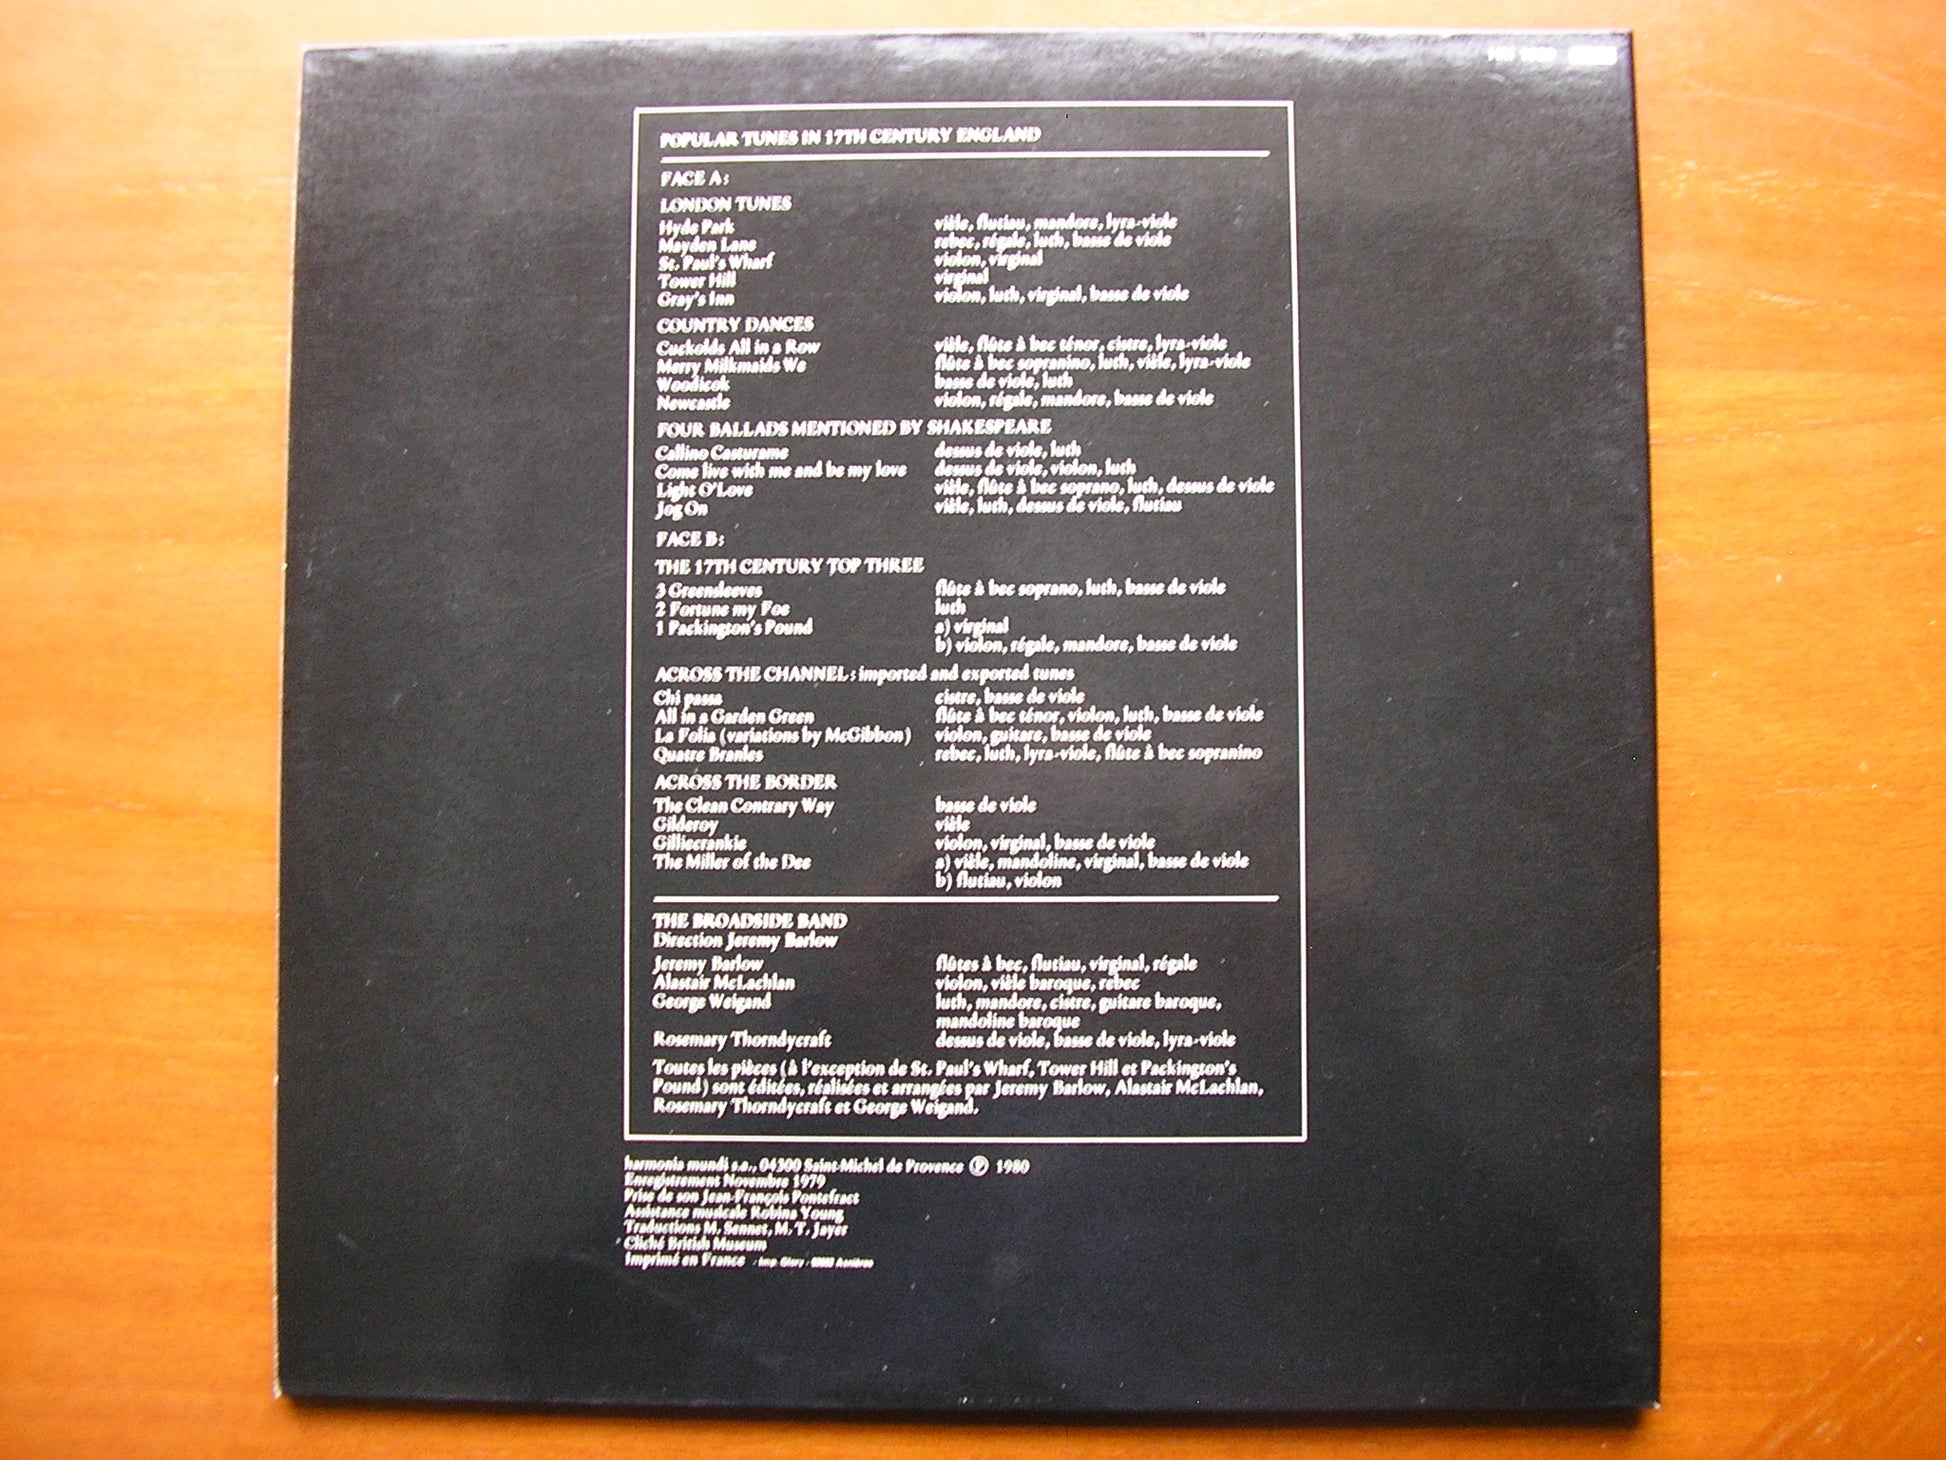 POPULAR TUNES IN 17TH CENTURY ENGLAND
FACE A:
LONDON TUNES
Hyde Park vièle, flutiau, mandore, lyra-viole
Mayden Lane rebec, régale, luth, basse de viole
St. Paul's Wharf violon, virginal
Tower Hill virginal
Gray's Inn violon, luth, virginal, basse de viole
COUNTRY DANCES
Cuckolds All in a Row vièle, flûte à bec ténor, cistre, lyra-viole
Merry Milkmaids We flûte à bec sopranino, luth, vièle, lyra-viole
Woodicok basse de viole, luth
Newcastle violon, régale, mandore, basse de viole
FOUR BALLADS MENTIONED BY SHAKESPEARE
Callino Casturame dessus de viole, luth
Come live with me and be my love dessus de viole, violon, luth
Light O'Love vièle, flûte à bec soprano, luth, dessus de viole
Jog On vièle, luth, dessus de viole, flutiau
FACE B:
THE 17TH CENTURY TOP THREE
3 Greensleeves flûte à bec soprano, luth, basse de viole
2 Fortune my Foe luth
1 Packington's Pound a) virginal
b) violon, régale, mandore, basse de viole
ACROSS THE CHANNEL: imported and exported tunes
Chi passa cistre, basse de viole
All in a Garden Green flûte à bec ténor, violon, luth, basse de viole
La Folia (variations by McGibbon) violon, guitare, basse de viole
Quatre Branles rebec, luth, lyra-viole, flûte à bec sopranino
ACROSS THE BORDER
The Clean Contrary Way basse de viole
Gilderoy vièle
Gilliecrankie violon, virginal, basse de viole
The Miller of the Dee a) vièle, mandoline, virginal, basse de viole
b) flutiau, violon
THE BROADSIDE BAND
Direction Jeremy Barlow
Jeremy Barlow flûtes à bec, flutiau, virginal, régale
Alastair McLachlan violon, vièle baroque, rebec
George Weigand luth, mandore, cistre, guitare baroque,
mandoline baroque
Rosemary Thorndycraft dessus de viole, basse de viole, lyra-viole
Toutes les pièces (à l'exception de St. Paul's Wharf, Tower Hill et Packington's
Pound) sont éditées, réalisées et arrangées par Jeremy Barlow, Alastair McLachlan,
Rosemary Thorndycraft et George Weigand.
harmonia mundi s.a., 04300 Saint-Michel de Provence Ⓟ 1980
Enregistrement Novembre 1979
Prise de son Jean-François Pontefract
Assistance musicale Robina Young
Traductions M. Sennet, M. T. Jayer
Cliché British Museum
Imprimé en France